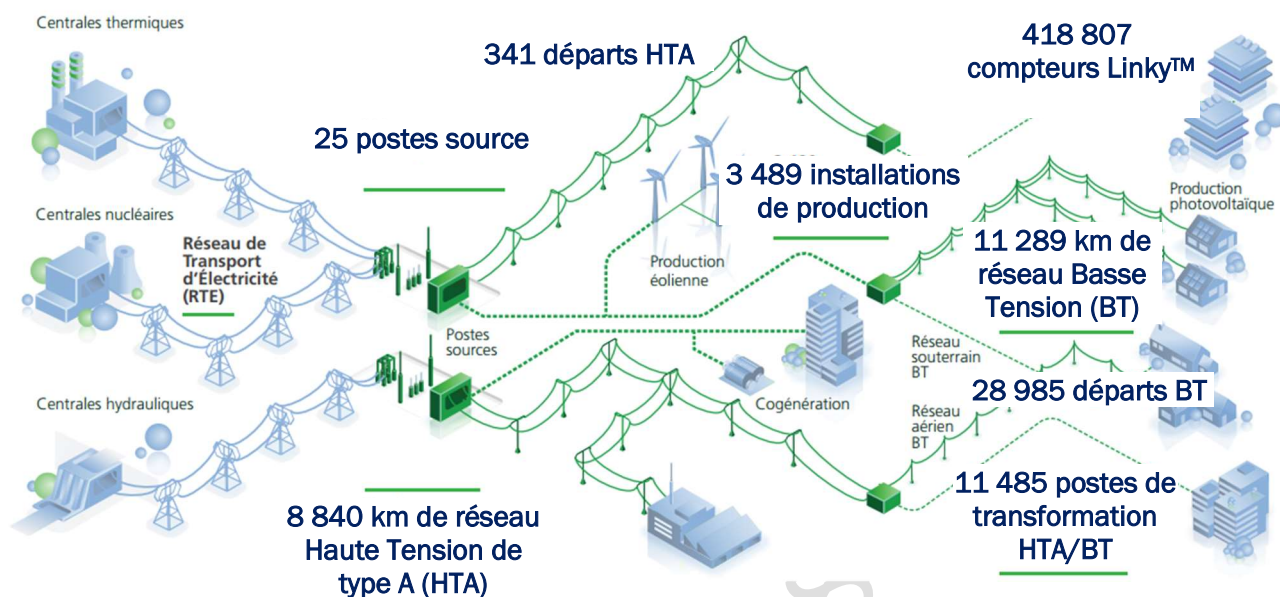 Centrales thermiques
341 départs HTA
418 807
compteurs Linky™
25 postes source
3 489 installations
de production
Production
photovoltaïque
Centrales nucléaires
Réseau de
Transport
d'Électricité
(RTE)
Production
éolienne
11 289 km de
réseau Basse
Tension (BT)
Postes
sources
Réseau
souterrain
BT
28 985 départs BT
Centrales hydrauliques
Cogénération
Réseau
aérien
BT
8 840 km de réseau
Haute Tension de
type A (HTA)
11 485 postes de
transformation
HTA/BT